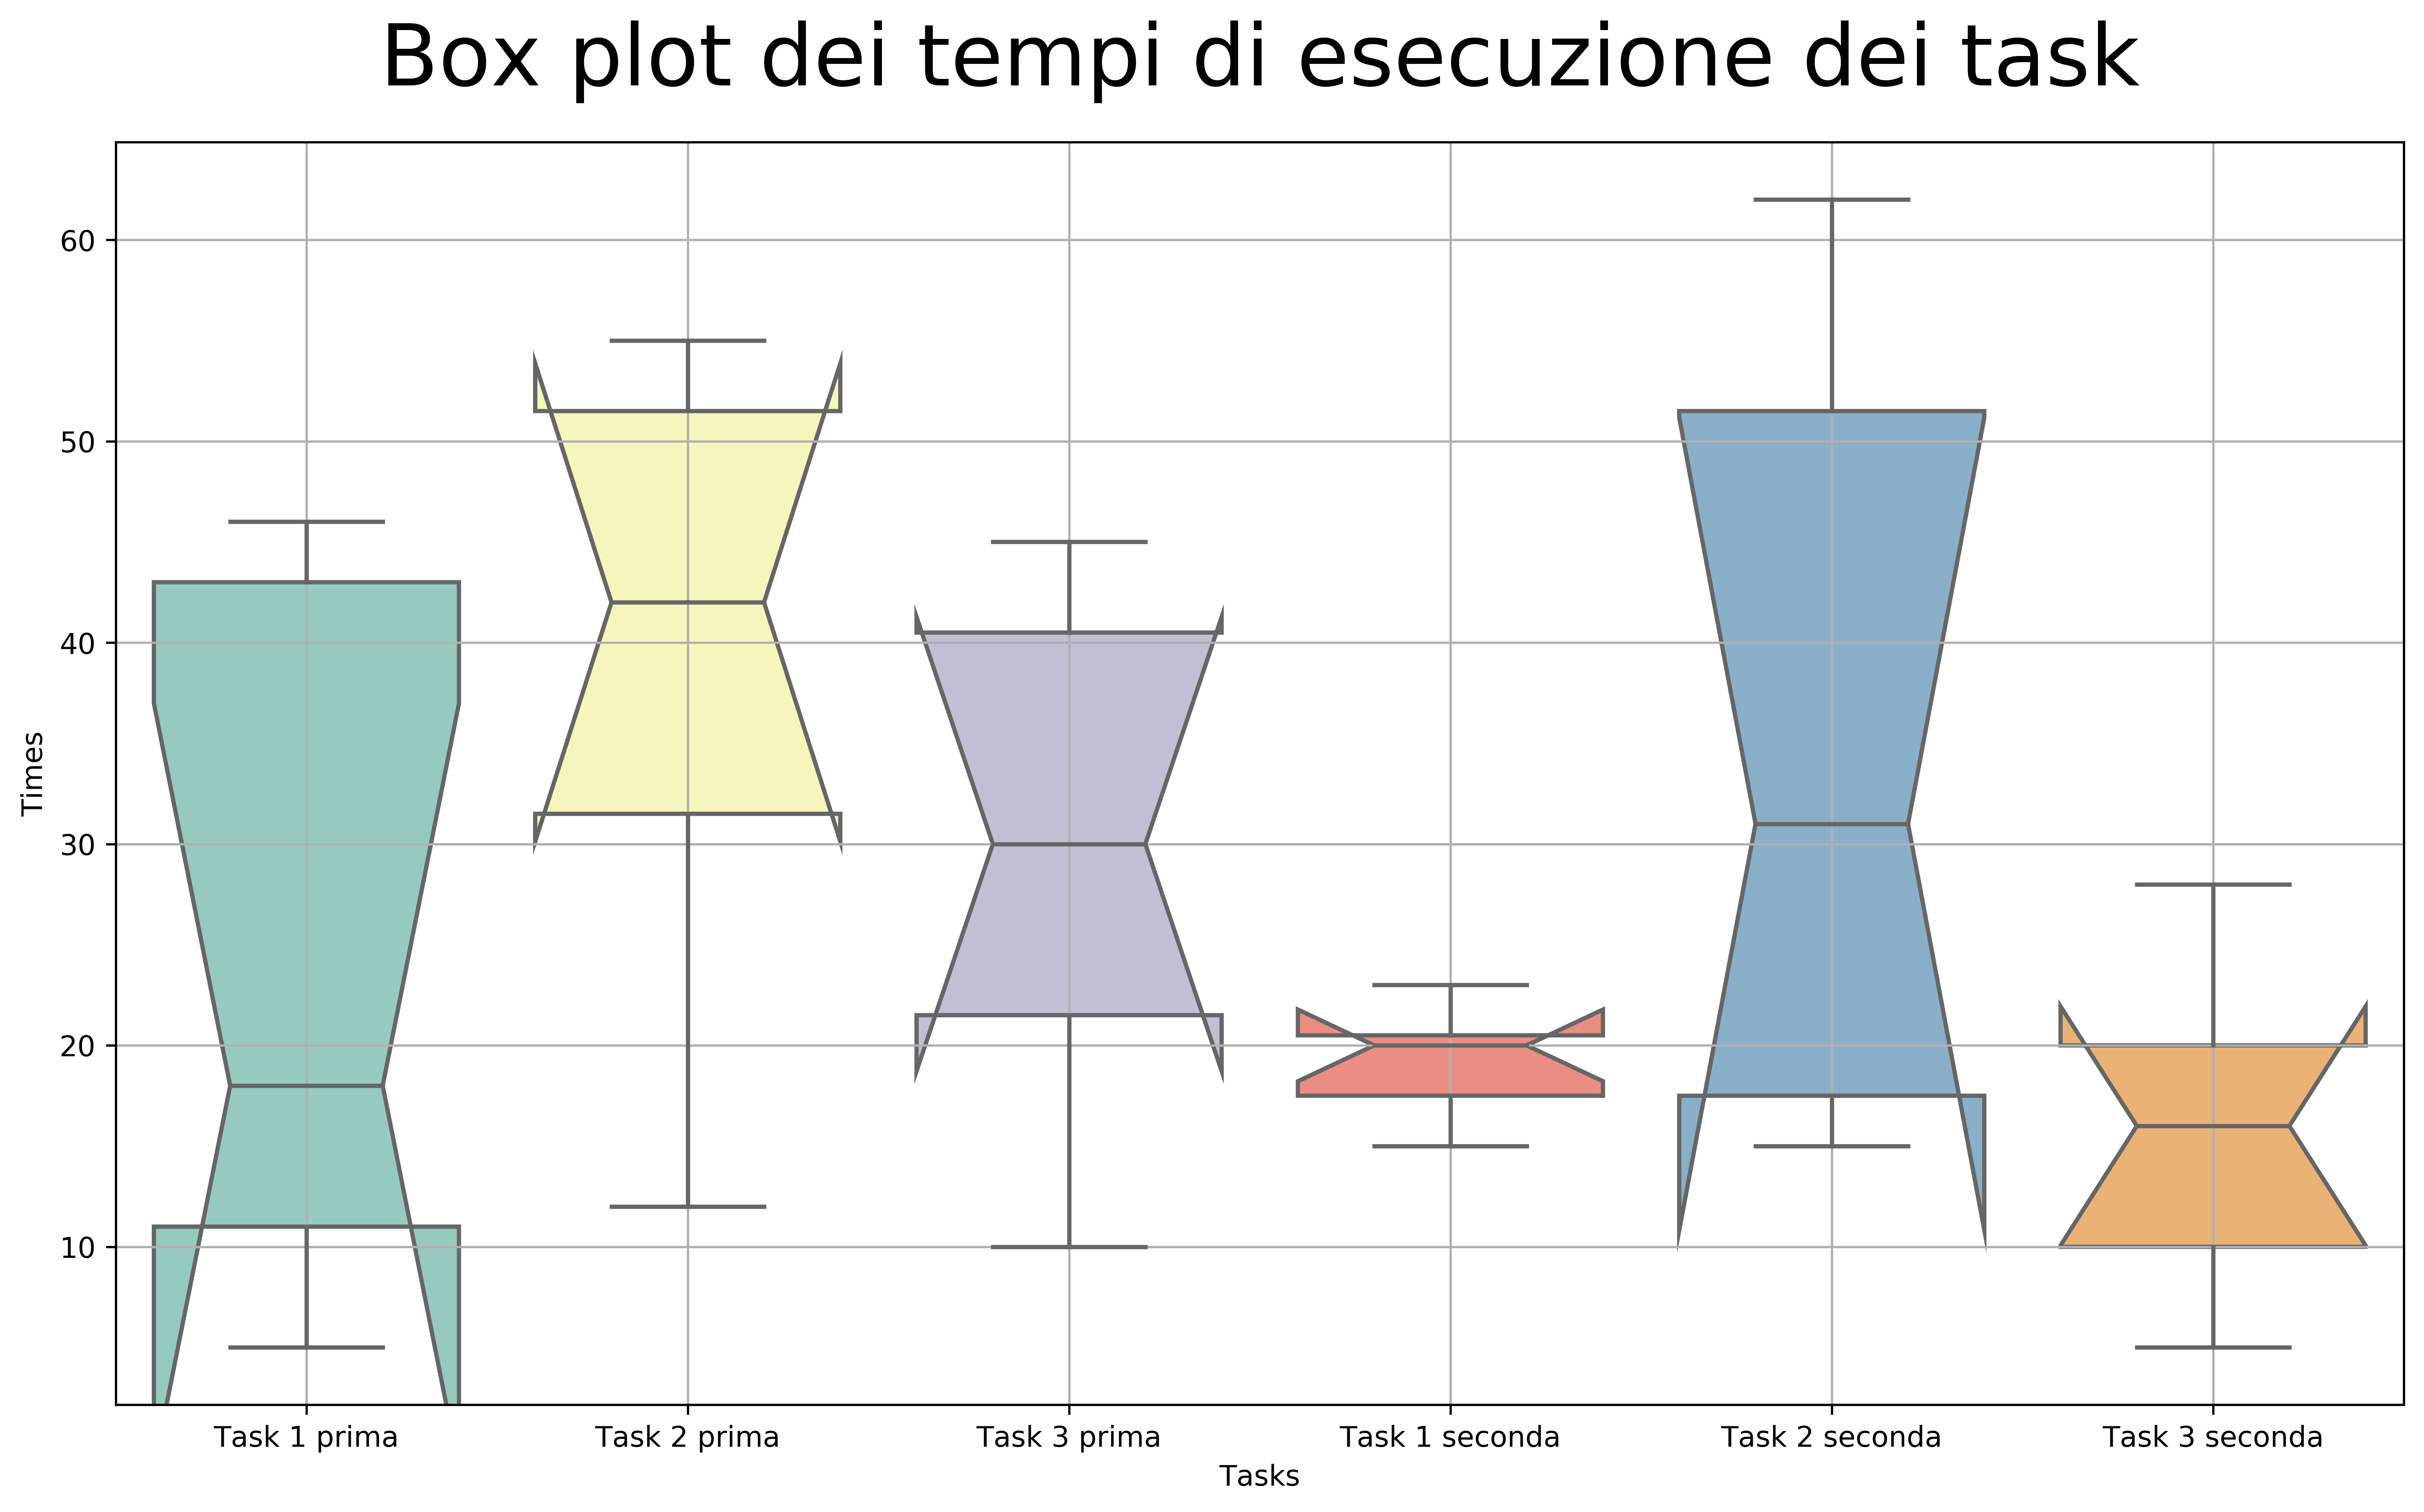 Box plot dei tempi di esecuzione dei task
Times
60
50
40
30
20
10
Task 1 prima
Task 2 prima
Task 3 prima
Task 1 seconda
Task 2 seconda
Task 3 seconda
Tasks